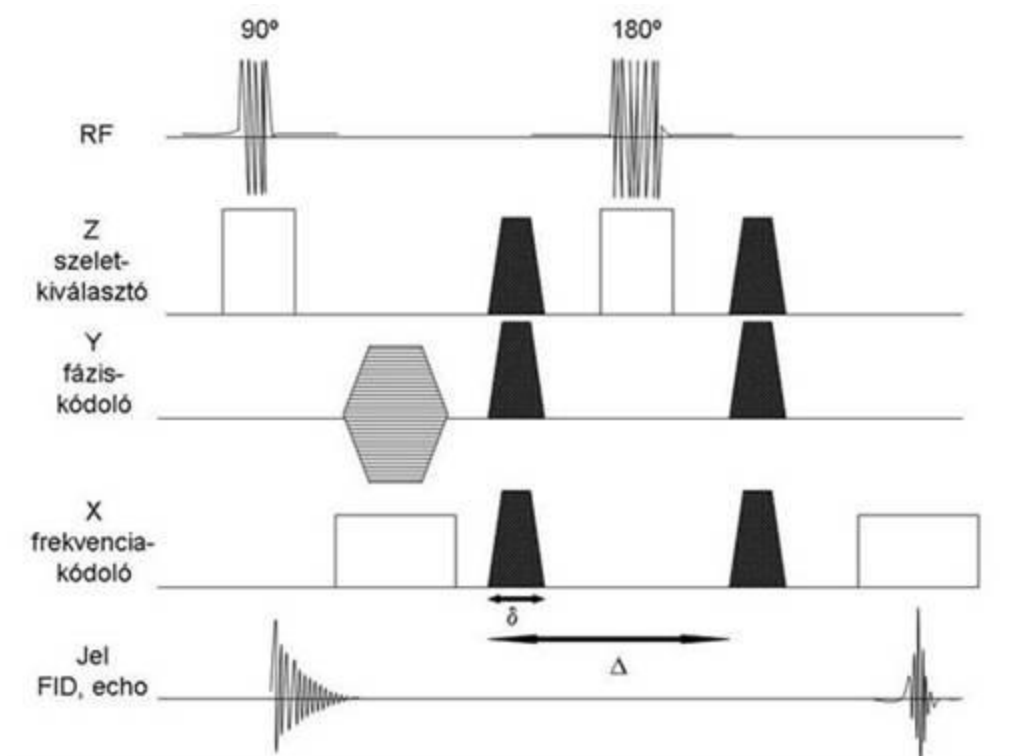 90º 180º
RF
Z
szelet-
kiválasztó
Y
fázis-
kódoló
X
frekvencia-
kódoló
δ
Δ
Jel
FID, echo